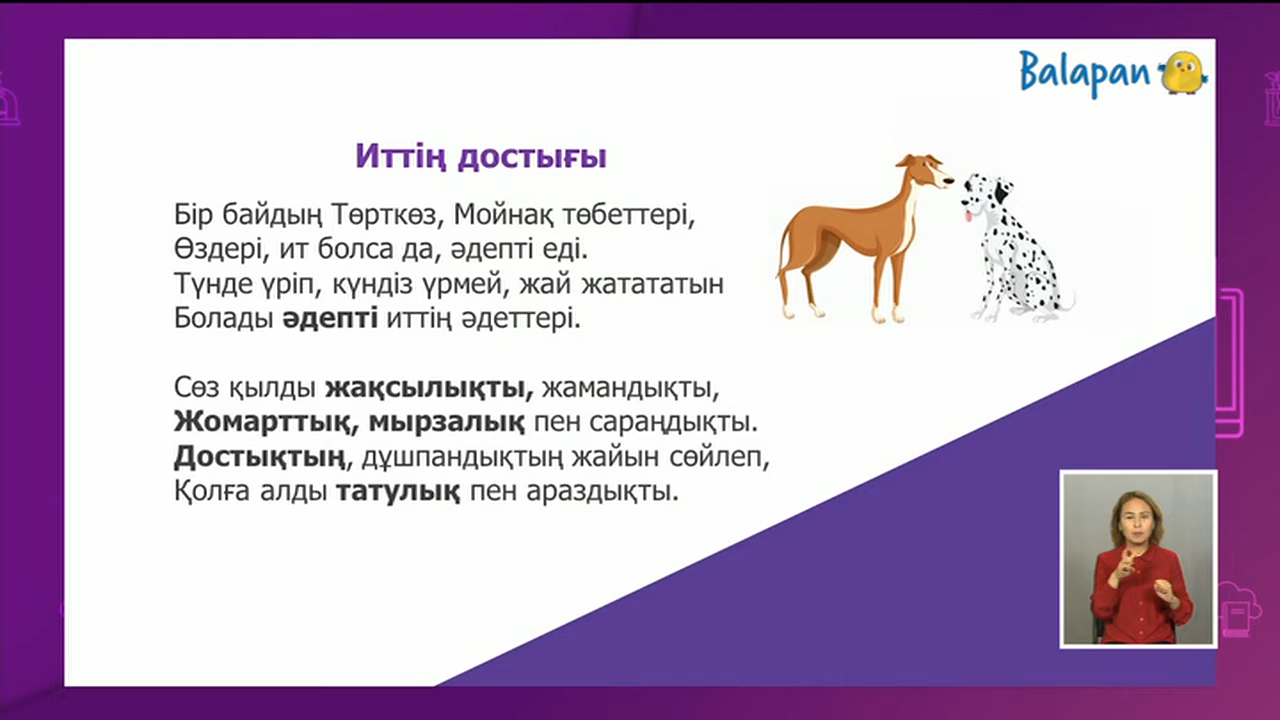 Balapan
Иттің достығы
Бір байдың Төрткөз, Мойнақ төбеттері,
Өздері, ит болса да, әдепті еді.
Түнде үріп, күндіз үрмей, жай жатататын
Болады әдепті иттің әдеттері.
Сөз қылды жақсылықты, жамандықты,
Жомарттық, мырзалық пен сараңдықты.
Достықтың, дұшпандықтың жайын сөйлеп,
Қолға алды татулық пен араздықты.